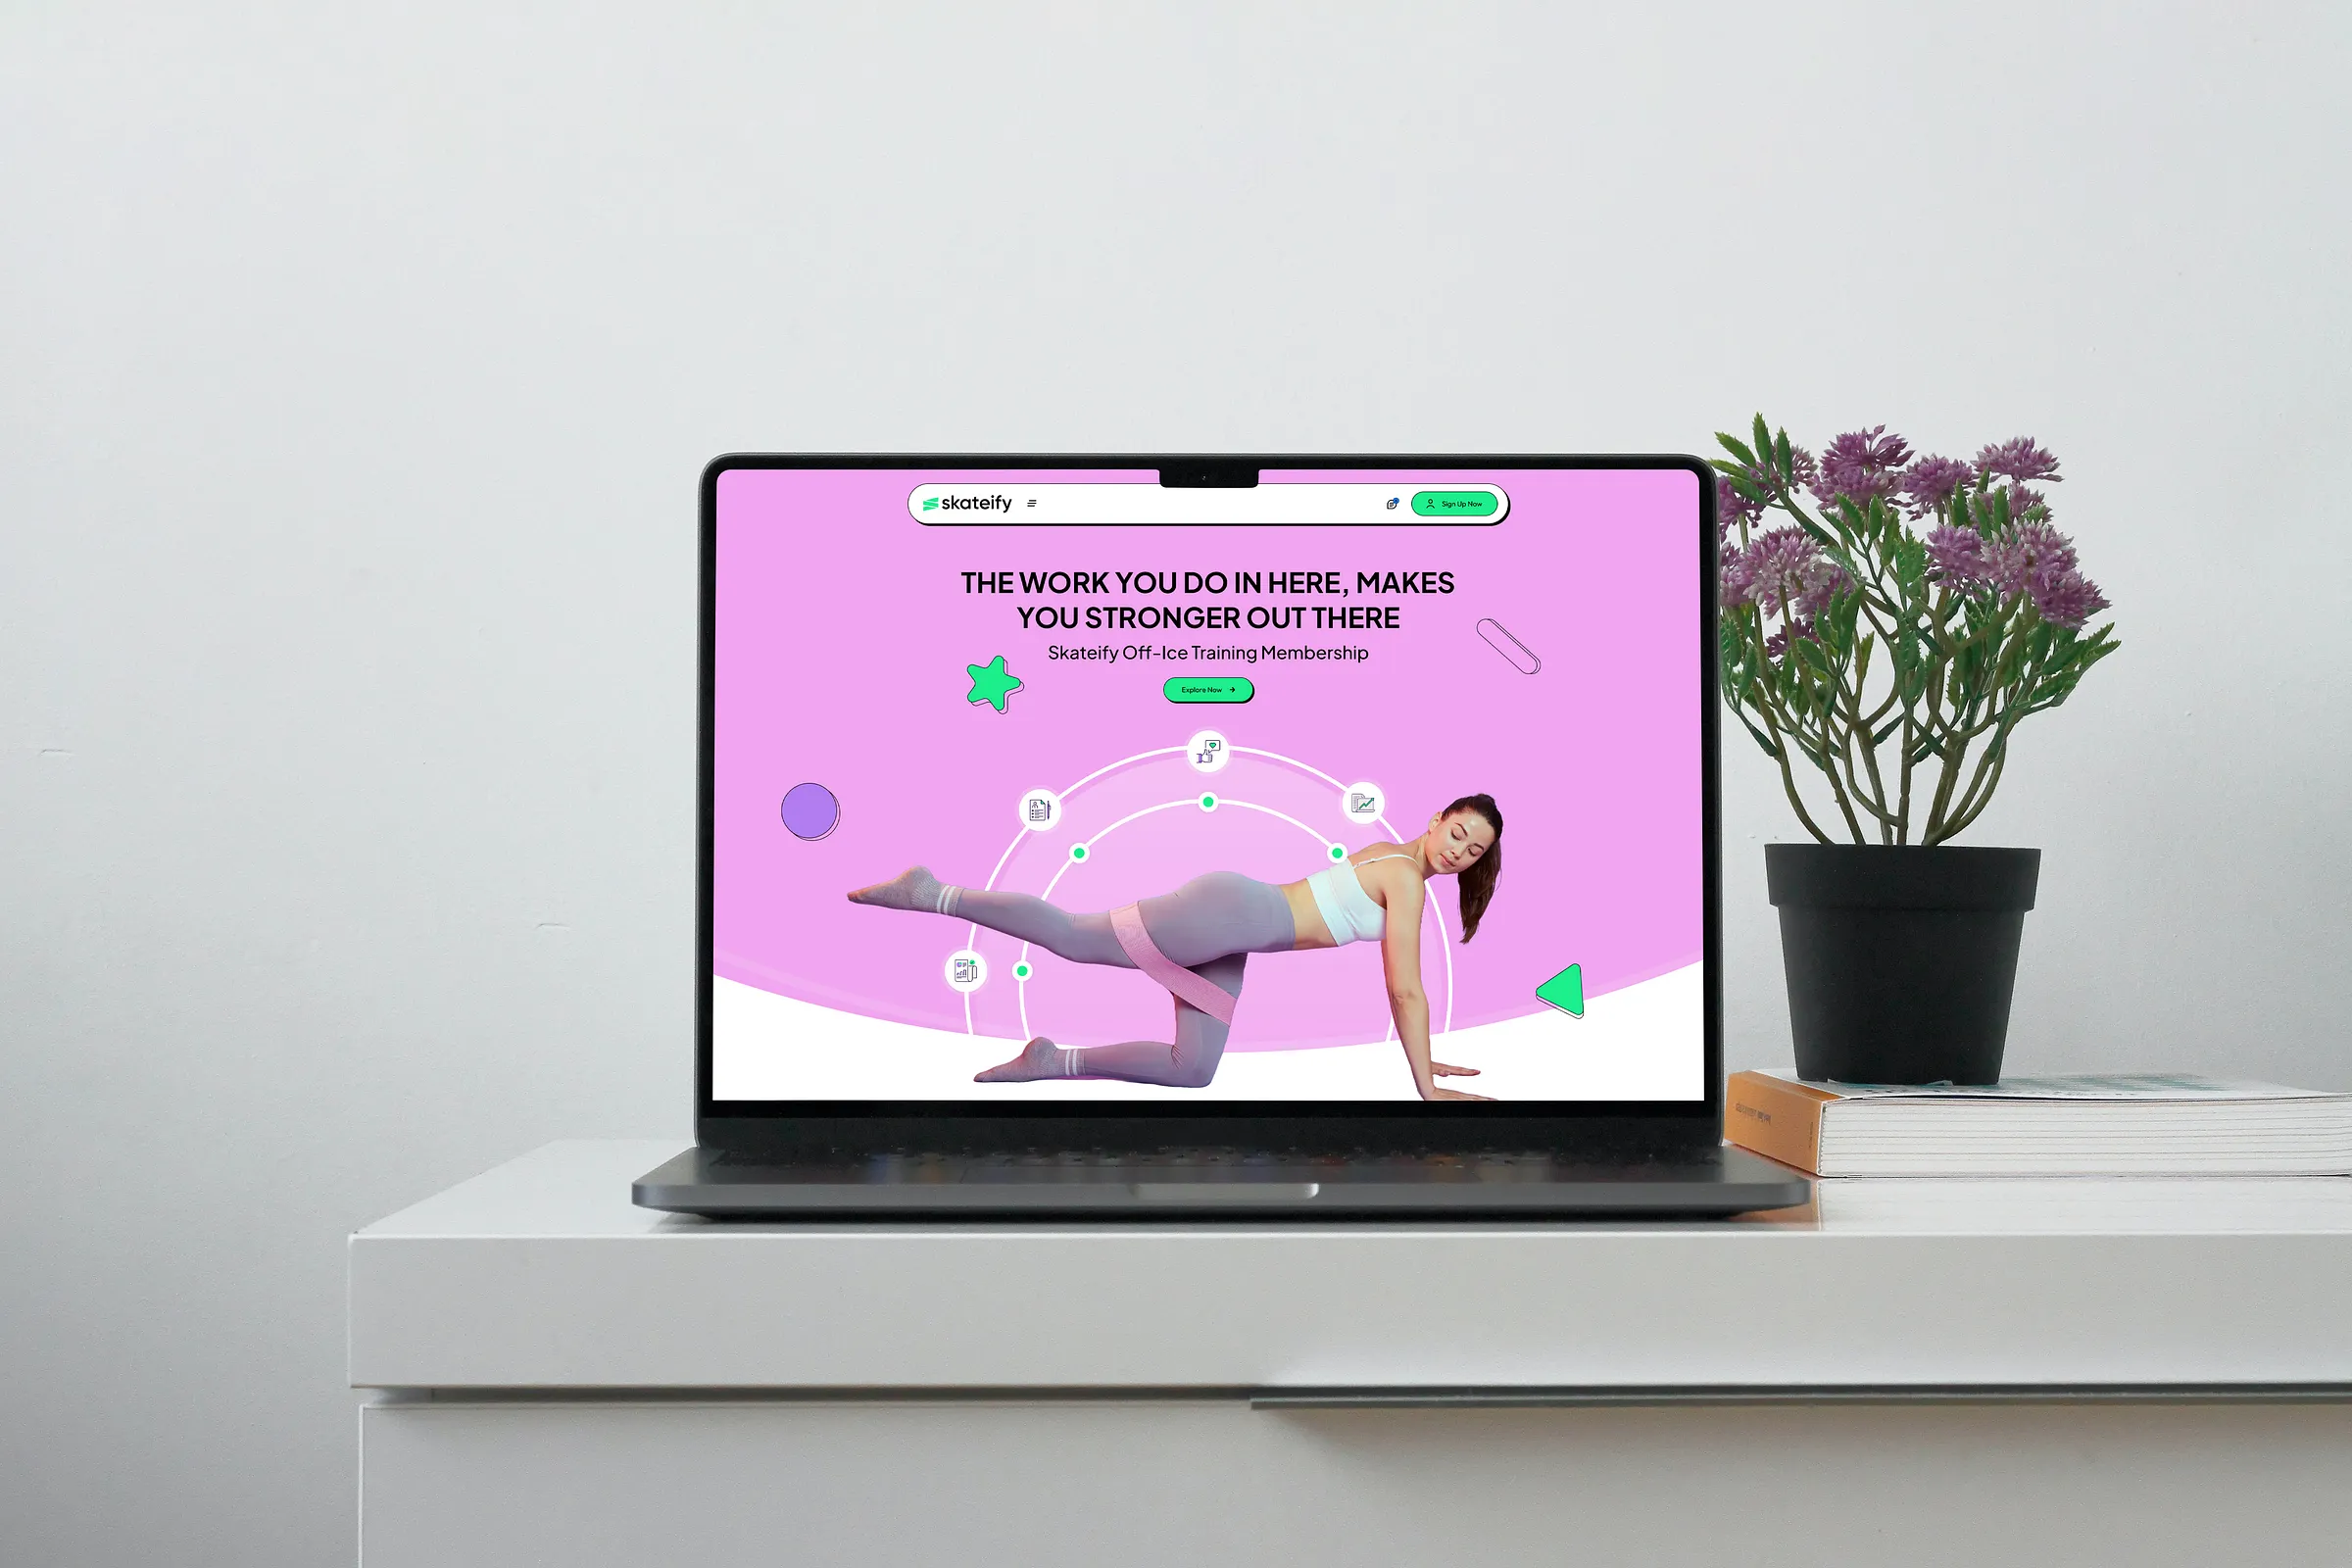 skateify
Sign Up Now
THE WORK YOU DO IN HERE, MAKES
YOU STRONGER OUT THERE
Skateify Off-Ice Training Membership
Explore Now